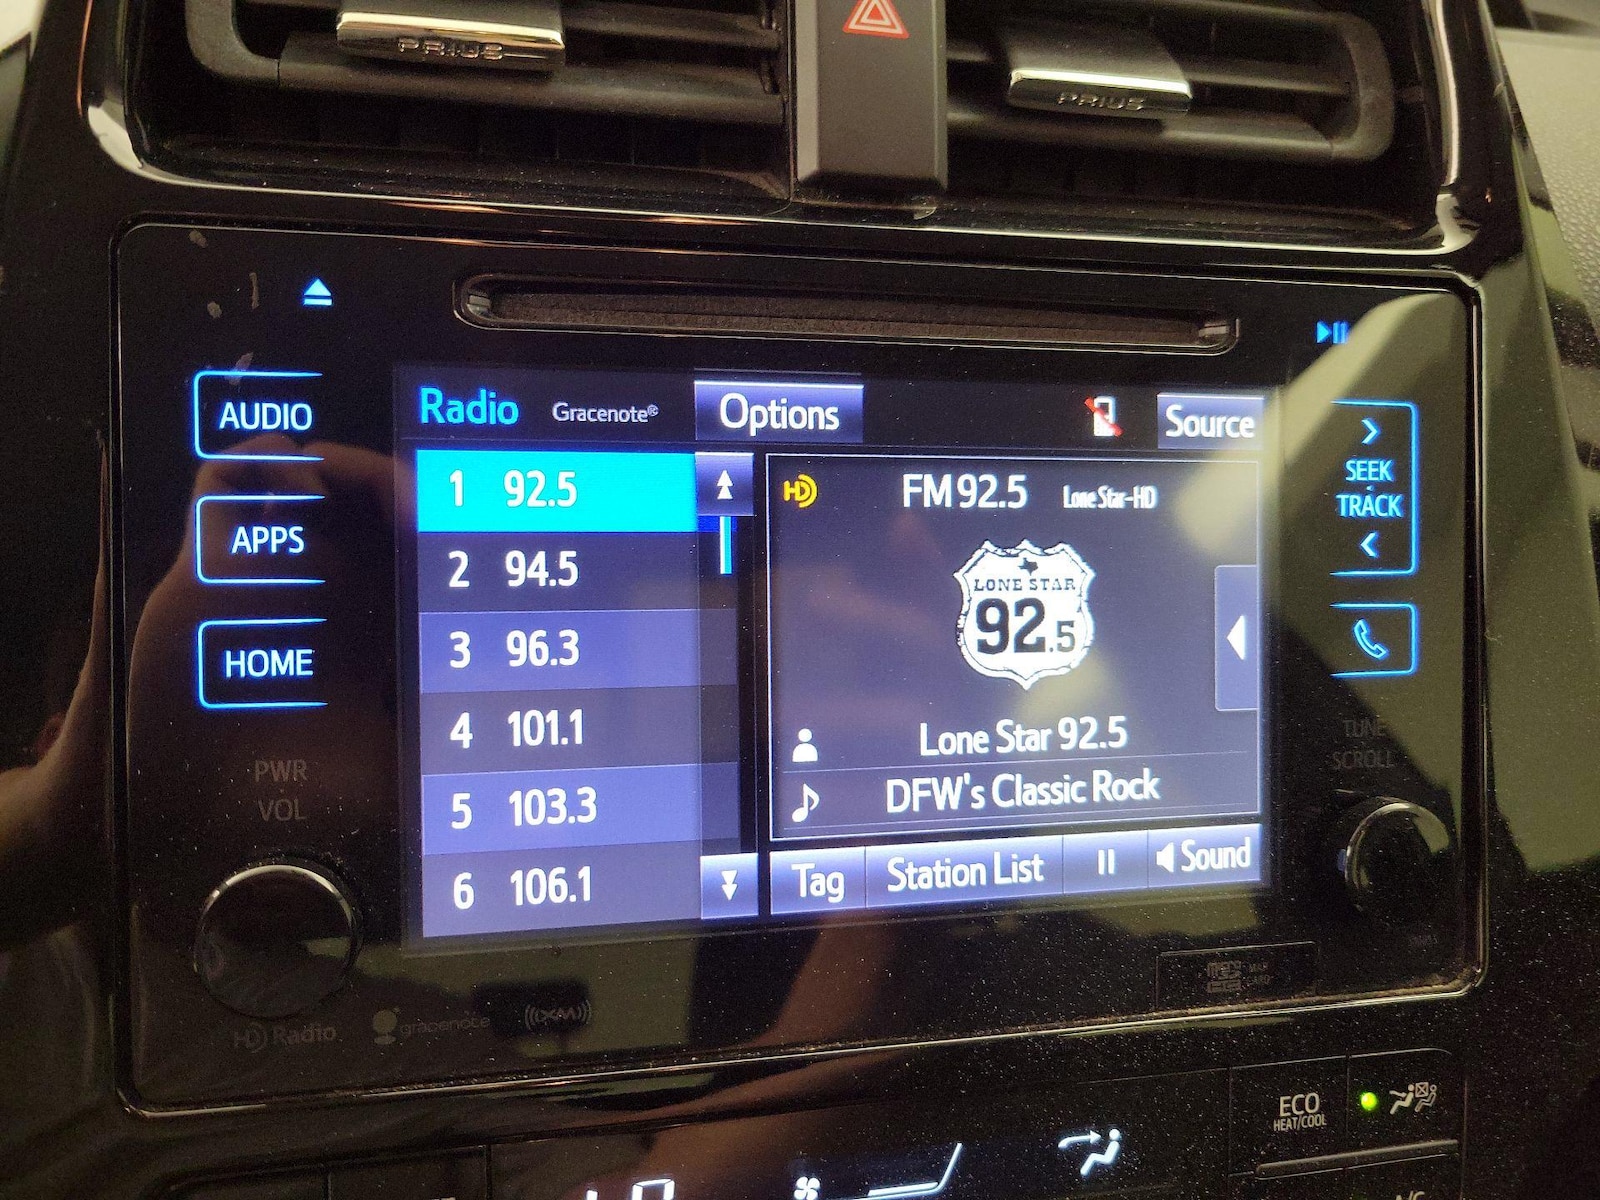 PRIUS
PRIUS
AUDIO
APPS
HOME
PWR
VOL
Radio Gracenote® Options Source
1 92.5
2 94.5
3 96.3
4 101.1
5 103.3
6 106.1
HD FM 92.5 Lone Star-HD
LONE STAR
92.5
Lone Star 92.5
DFW's Classic Rock
Tag Station List Sound
SEEK
TRACK
TUNE
SCROLL
HD Radio gracenote XM
MAP
ECO
HEAT/COOL
A/C